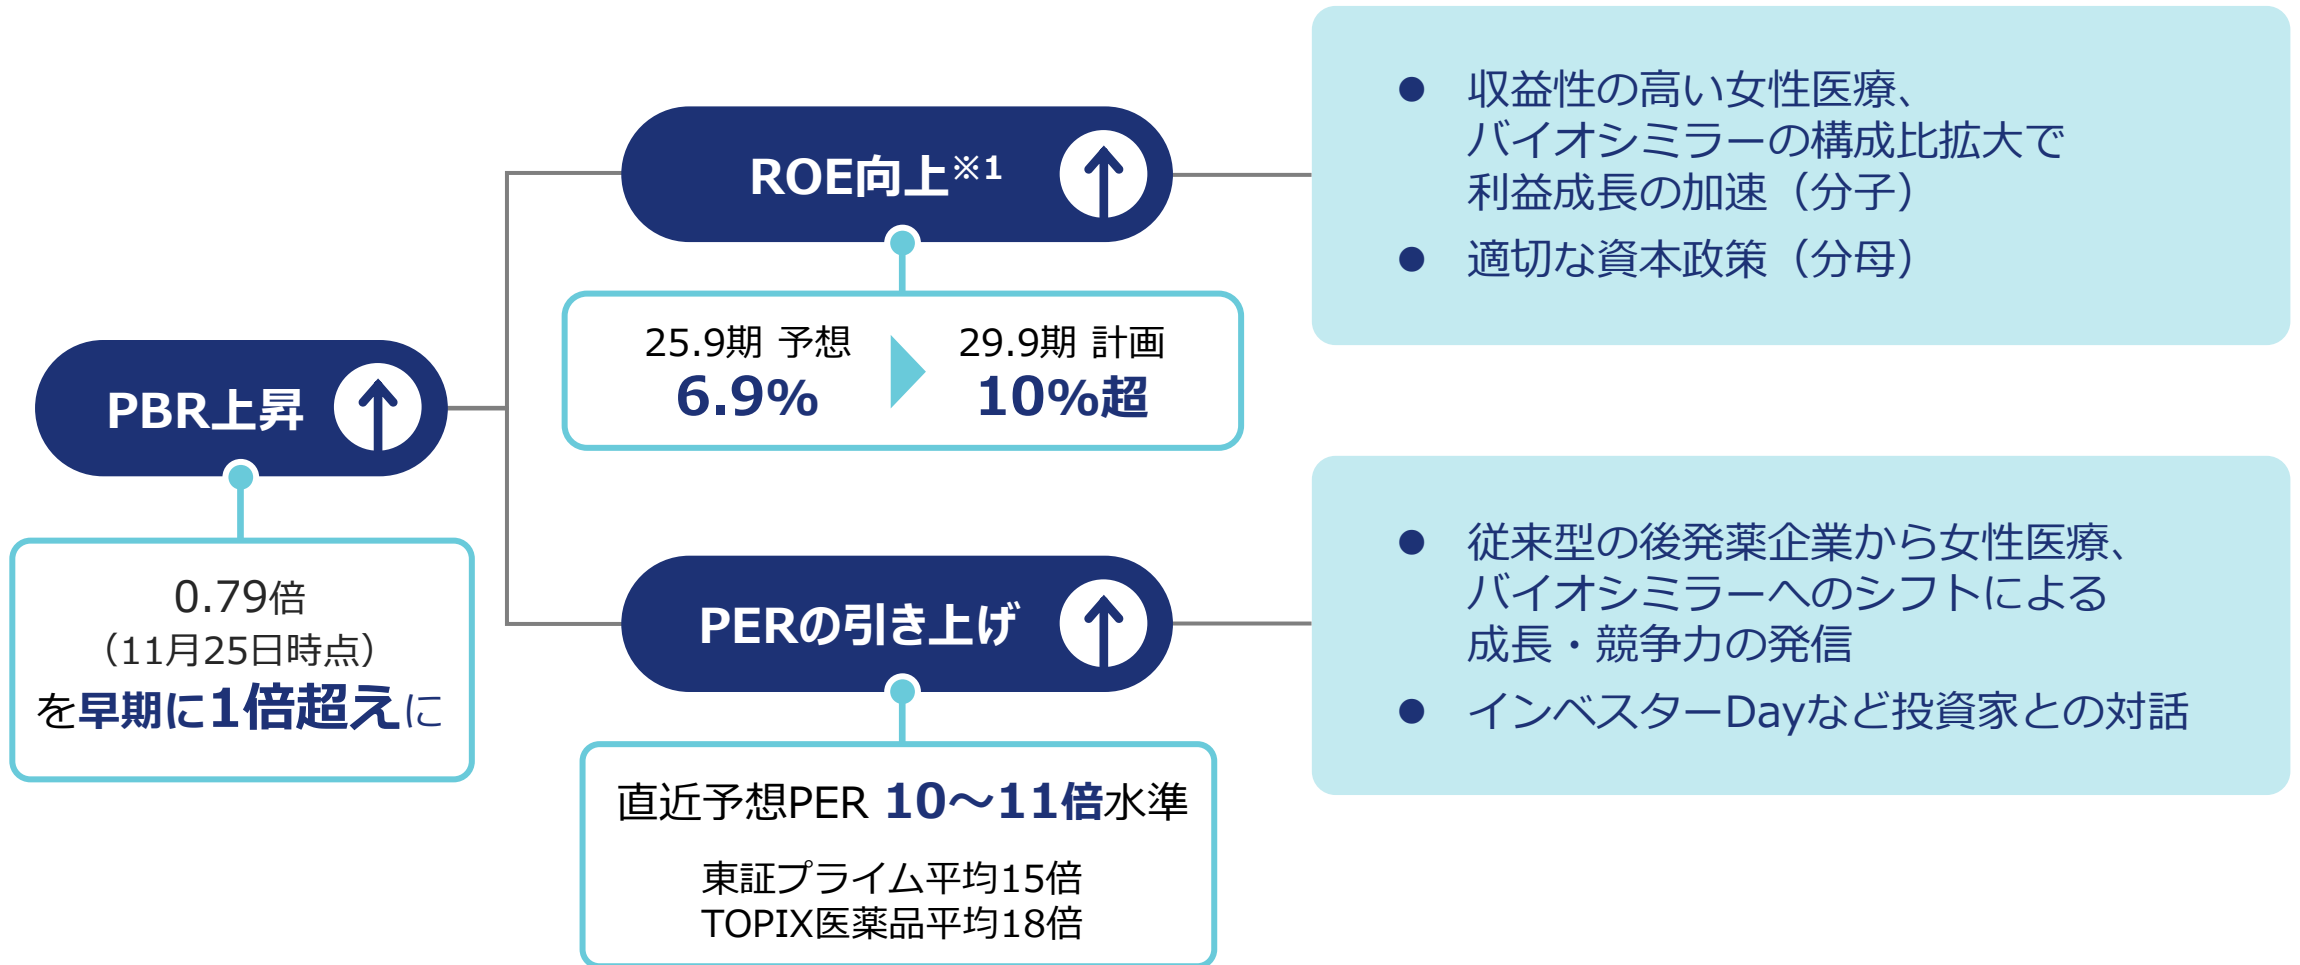 PBR上昇
0.79倍
（11月25日時点）
を早期に1倍超えに
ROE向上※1
25.9期 予想
6.9%
29.9期 計画
10%超
● 収益性の高い女性医療、
バイオシミラーの構成比拡大で
利益成長の加速（分子）
● 適切な資本政策（分母）
PERの引き上げ
直近予想PER 10～11倍水準
東証プライム平均15倍
TOPIX医薬品平均18倍
● 従来型の後発薬企業から女性医療、
バイオシミラーへのシフトによる
成長・競争力の発信
● インベスターDayなど投資家との対話